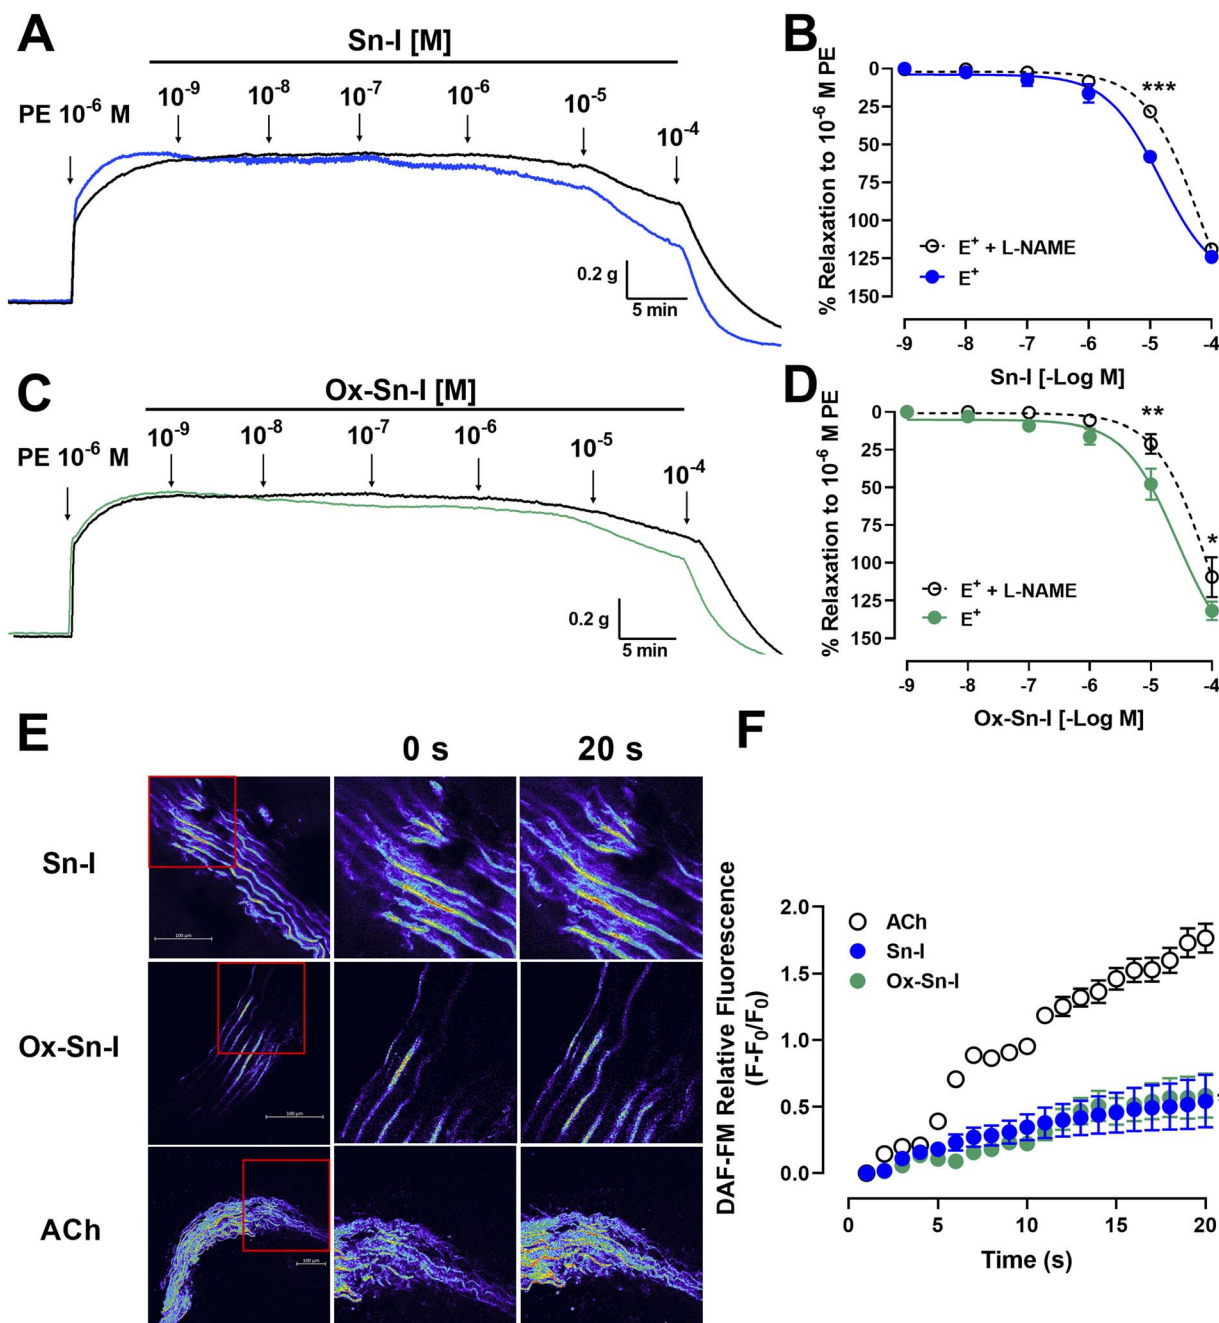 A
Sn-I [M]
PE 10⁻⁶ M
10⁻⁹
10⁻⁸
10⁻⁷
10⁻⁶
10⁻⁵
10⁻⁴
0.2 g
5 min
B
% Relaxation to 10⁻⁶ M PE
0
25
50
75
100
125
150
***
E⁺ + L-NAME
E⁺
-9
-8
-7
-6
-5
-4
Sn-I [-Log M]
C
Ox-Sn-I [M]
PE 10⁻⁶ M
10⁻⁹
10⁻⁸
10⁻⁷
10⁻⁶
10⁻⁵
10⁻⁴
0.2 g
5 min
D
% Relaxation to 10⁻⁶ M PE
0
25
50
75
100
125
150
**
*
E⁺ + L-NAME
E⁺
-9
-8
-7
-6
-5
-4
Ox-Sn-I [-Log M]
E
0 s
20 s
Sn-I
100 µm
Ox-Sn-I
100 µm
ACh
100 µm
F
DAF-FM Relative Fluorescence
(F-F₀/F₀)
2.0
1.5
1.0
0.5
0.0
ACh
Sn-I
Ox-Sn-I
0
5
10
15
20
Time (s)